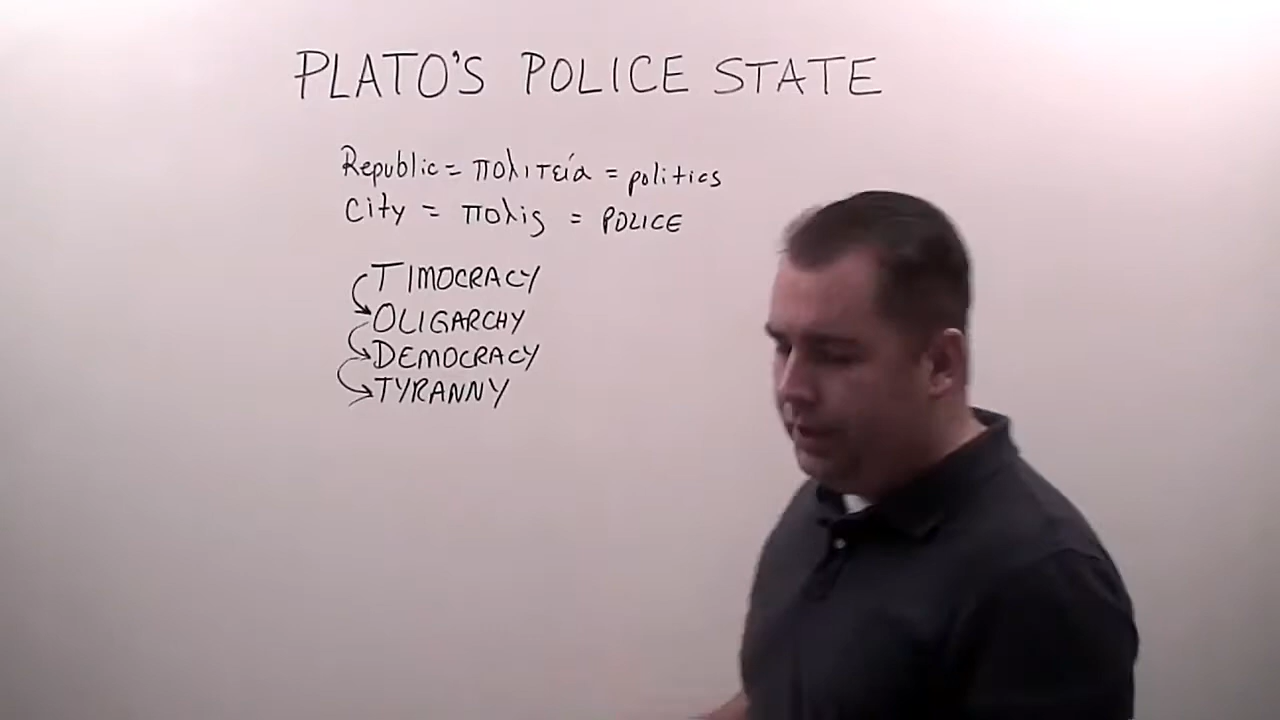 PLATO'S POLICE STATE
Republic = πολιτεία = politics
City = πολις = POLICE
TIMOCRACY
OLIGARCHY
DEMOCRACY
TYRANNY